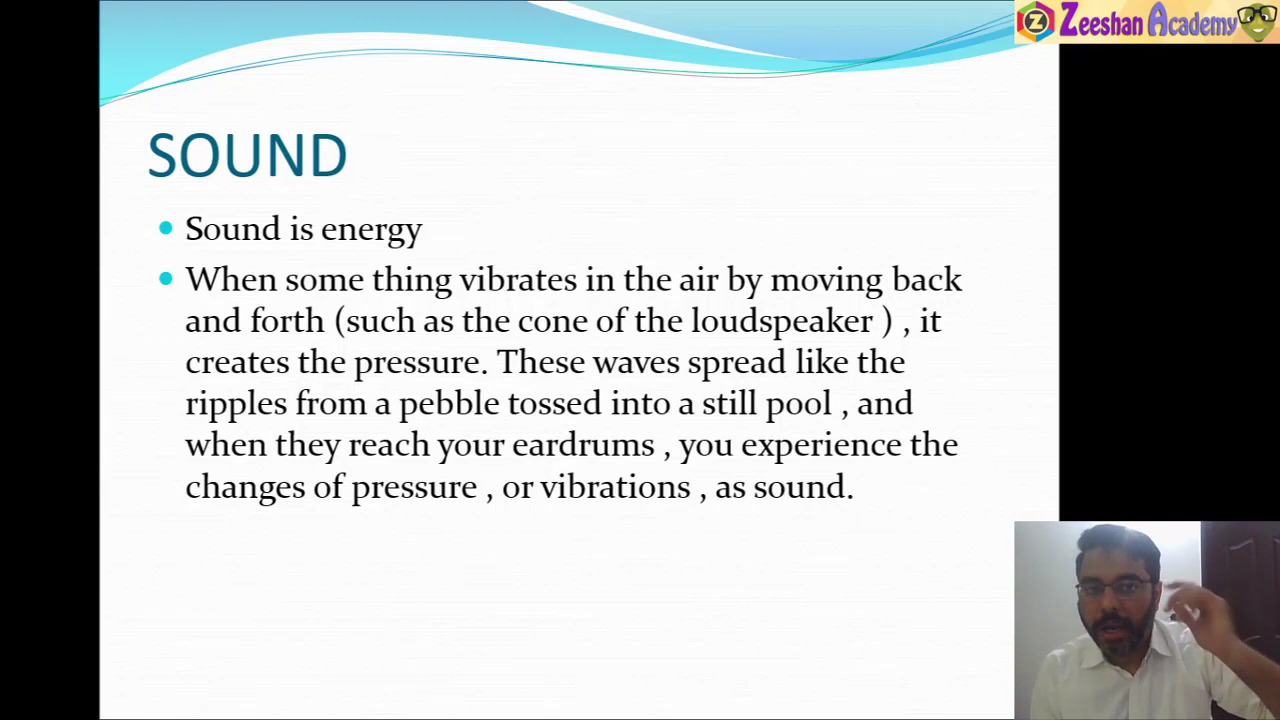 Zeeshan Academy
SOUND
Sound is energy
When some thing vibrates in the air by moving back
and forth (such as the cone of the loudspeaker ) , it
creates the pressure. These waves spread like the
ripples from a pebble tossed into a still pool , and
when they reach your eardrums , you experience the
changes of pressure , or vibrations , as sound.